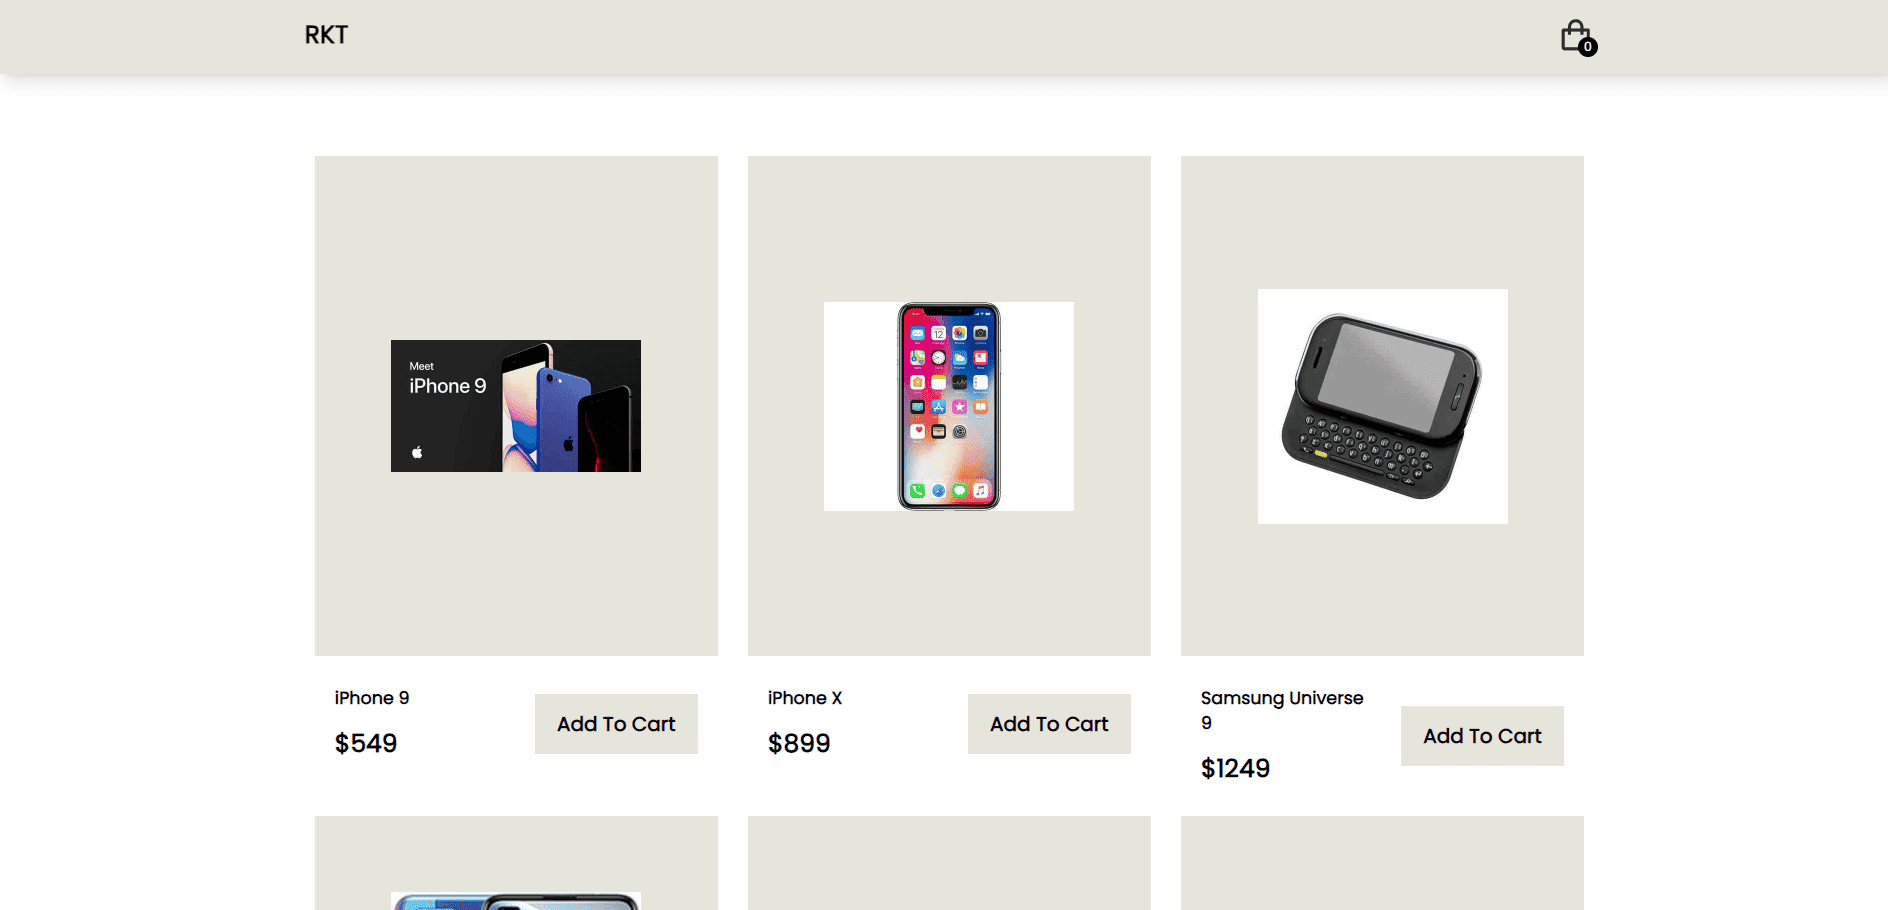 RKT
0
Meet
iPhone 9
12
iPhone 9
$549
Add To Cart
iPhone X
$899
Add To Cart
Samsung Universe
9
$1249
Add To Cart